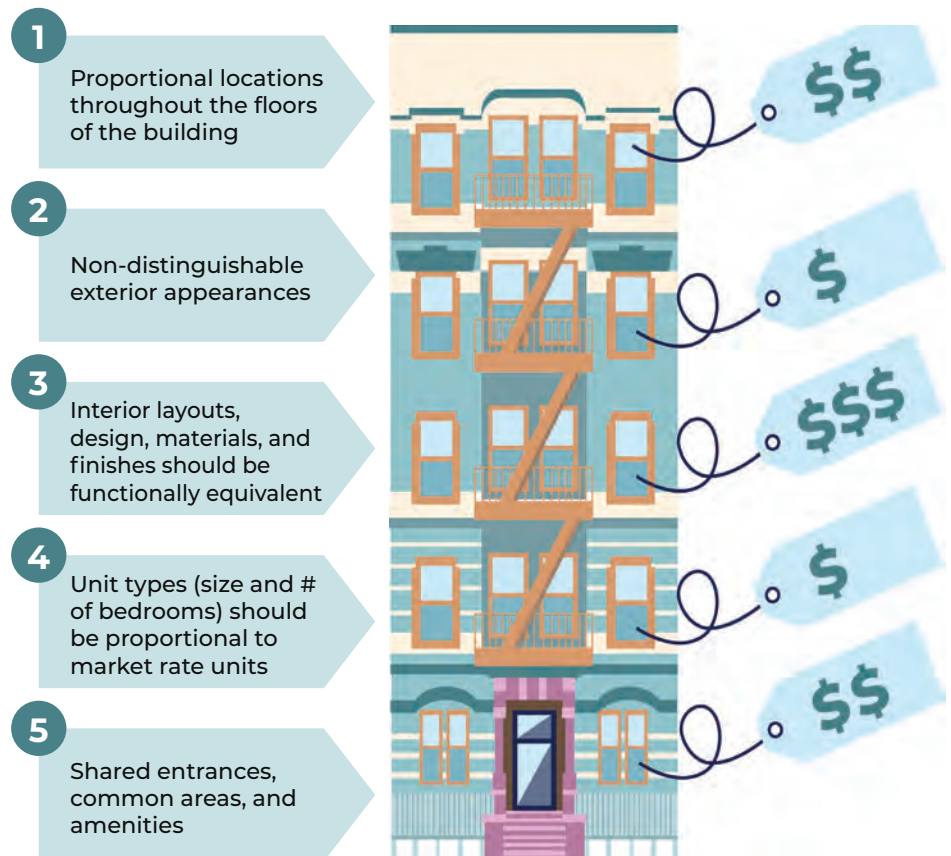 1
Proportional locations
throughout the floors
of the building
$$
2
Non-distinguishable
exterior appearances
$
3
Interior layouts,
design, materials, and
finishes should be
functionally equivalent
$$$
4
Unit types (size and #
of bedrooms) should
be proportional to
market rate units
$
5
Shared entrances,
common areas, and
amenities
$$